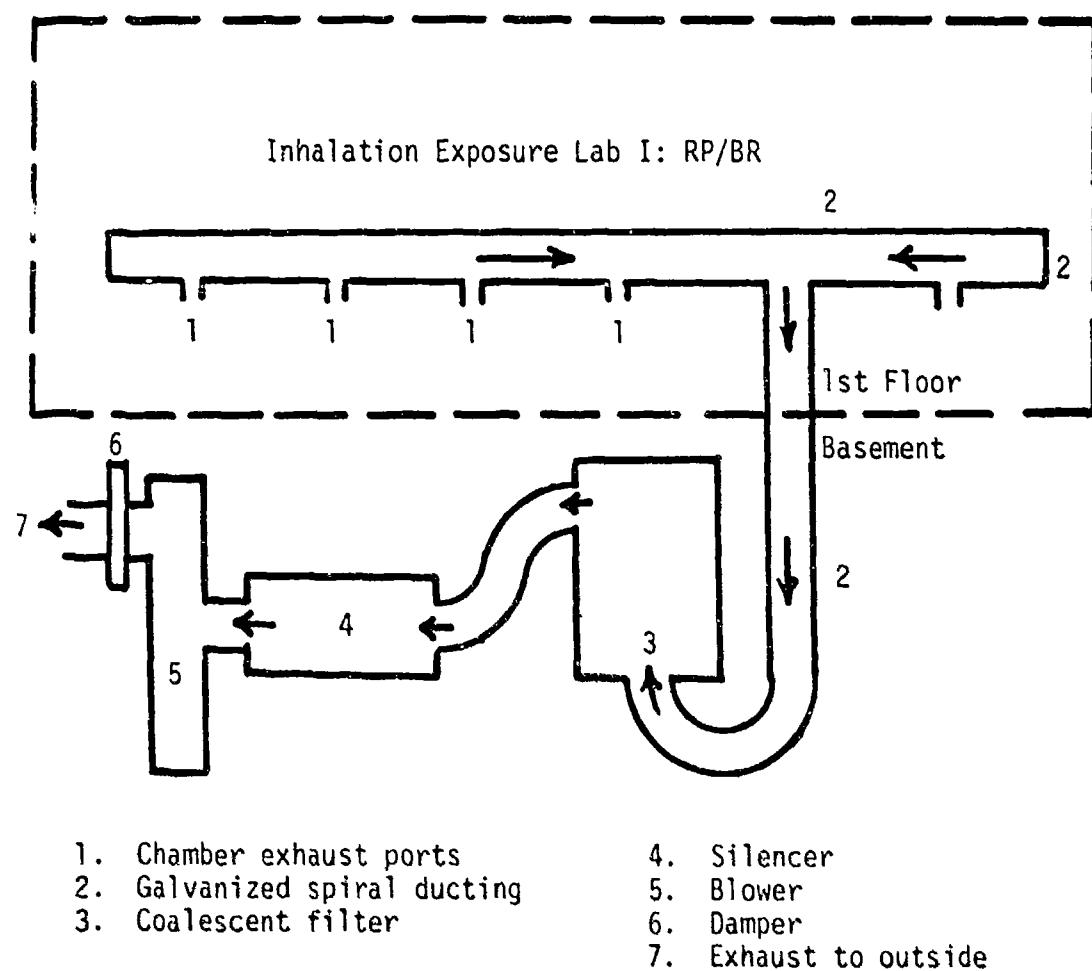 Inhalation Exposure Lab I: RP/BR
2
2
1
1
1
1
1st Floor
Basement
6
7
2
4
3
5
1. Chamber exhaust ports
2. Galvanized spiral ducting
3. Coalescent filter
4. Silencer
5. Blower
6. Damper
7. Exhaust to outside